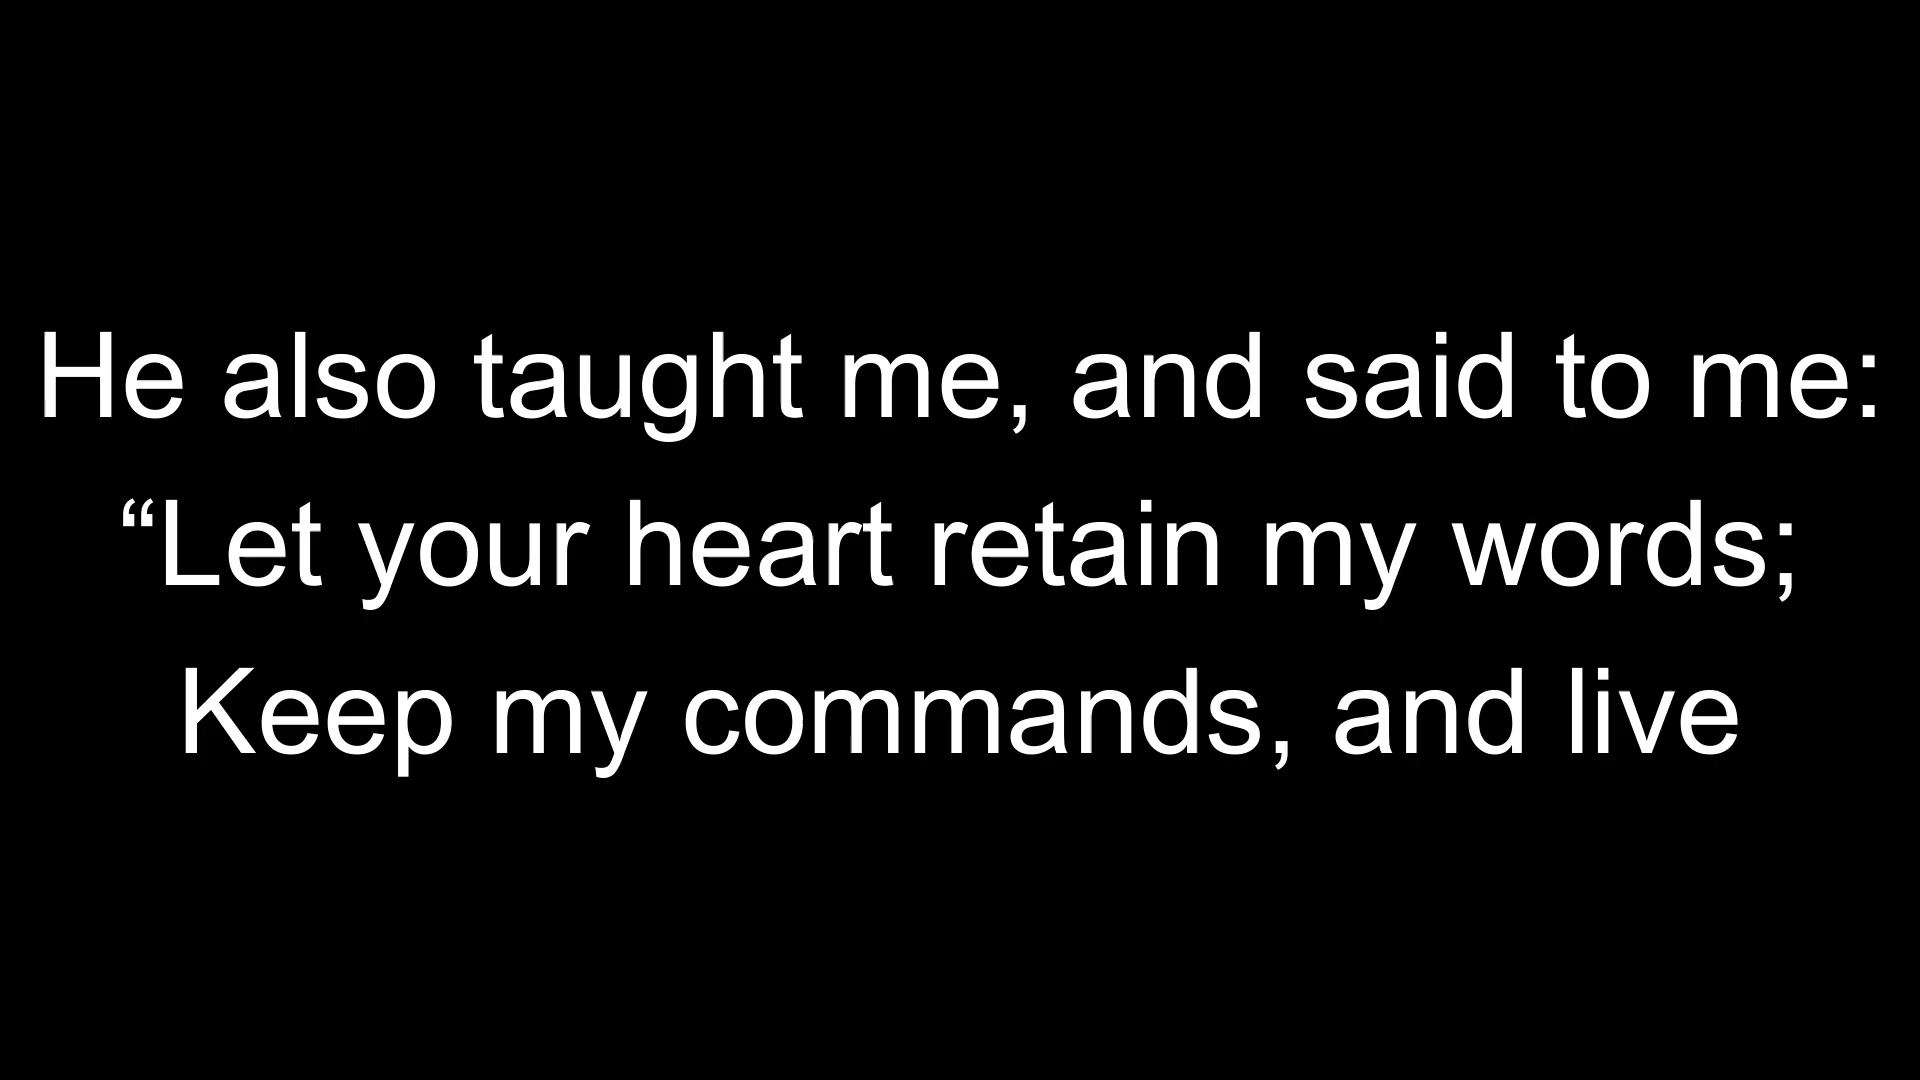 He also taught me, and said to me:
“Let your heart retain my words;
Keep my commands, and live